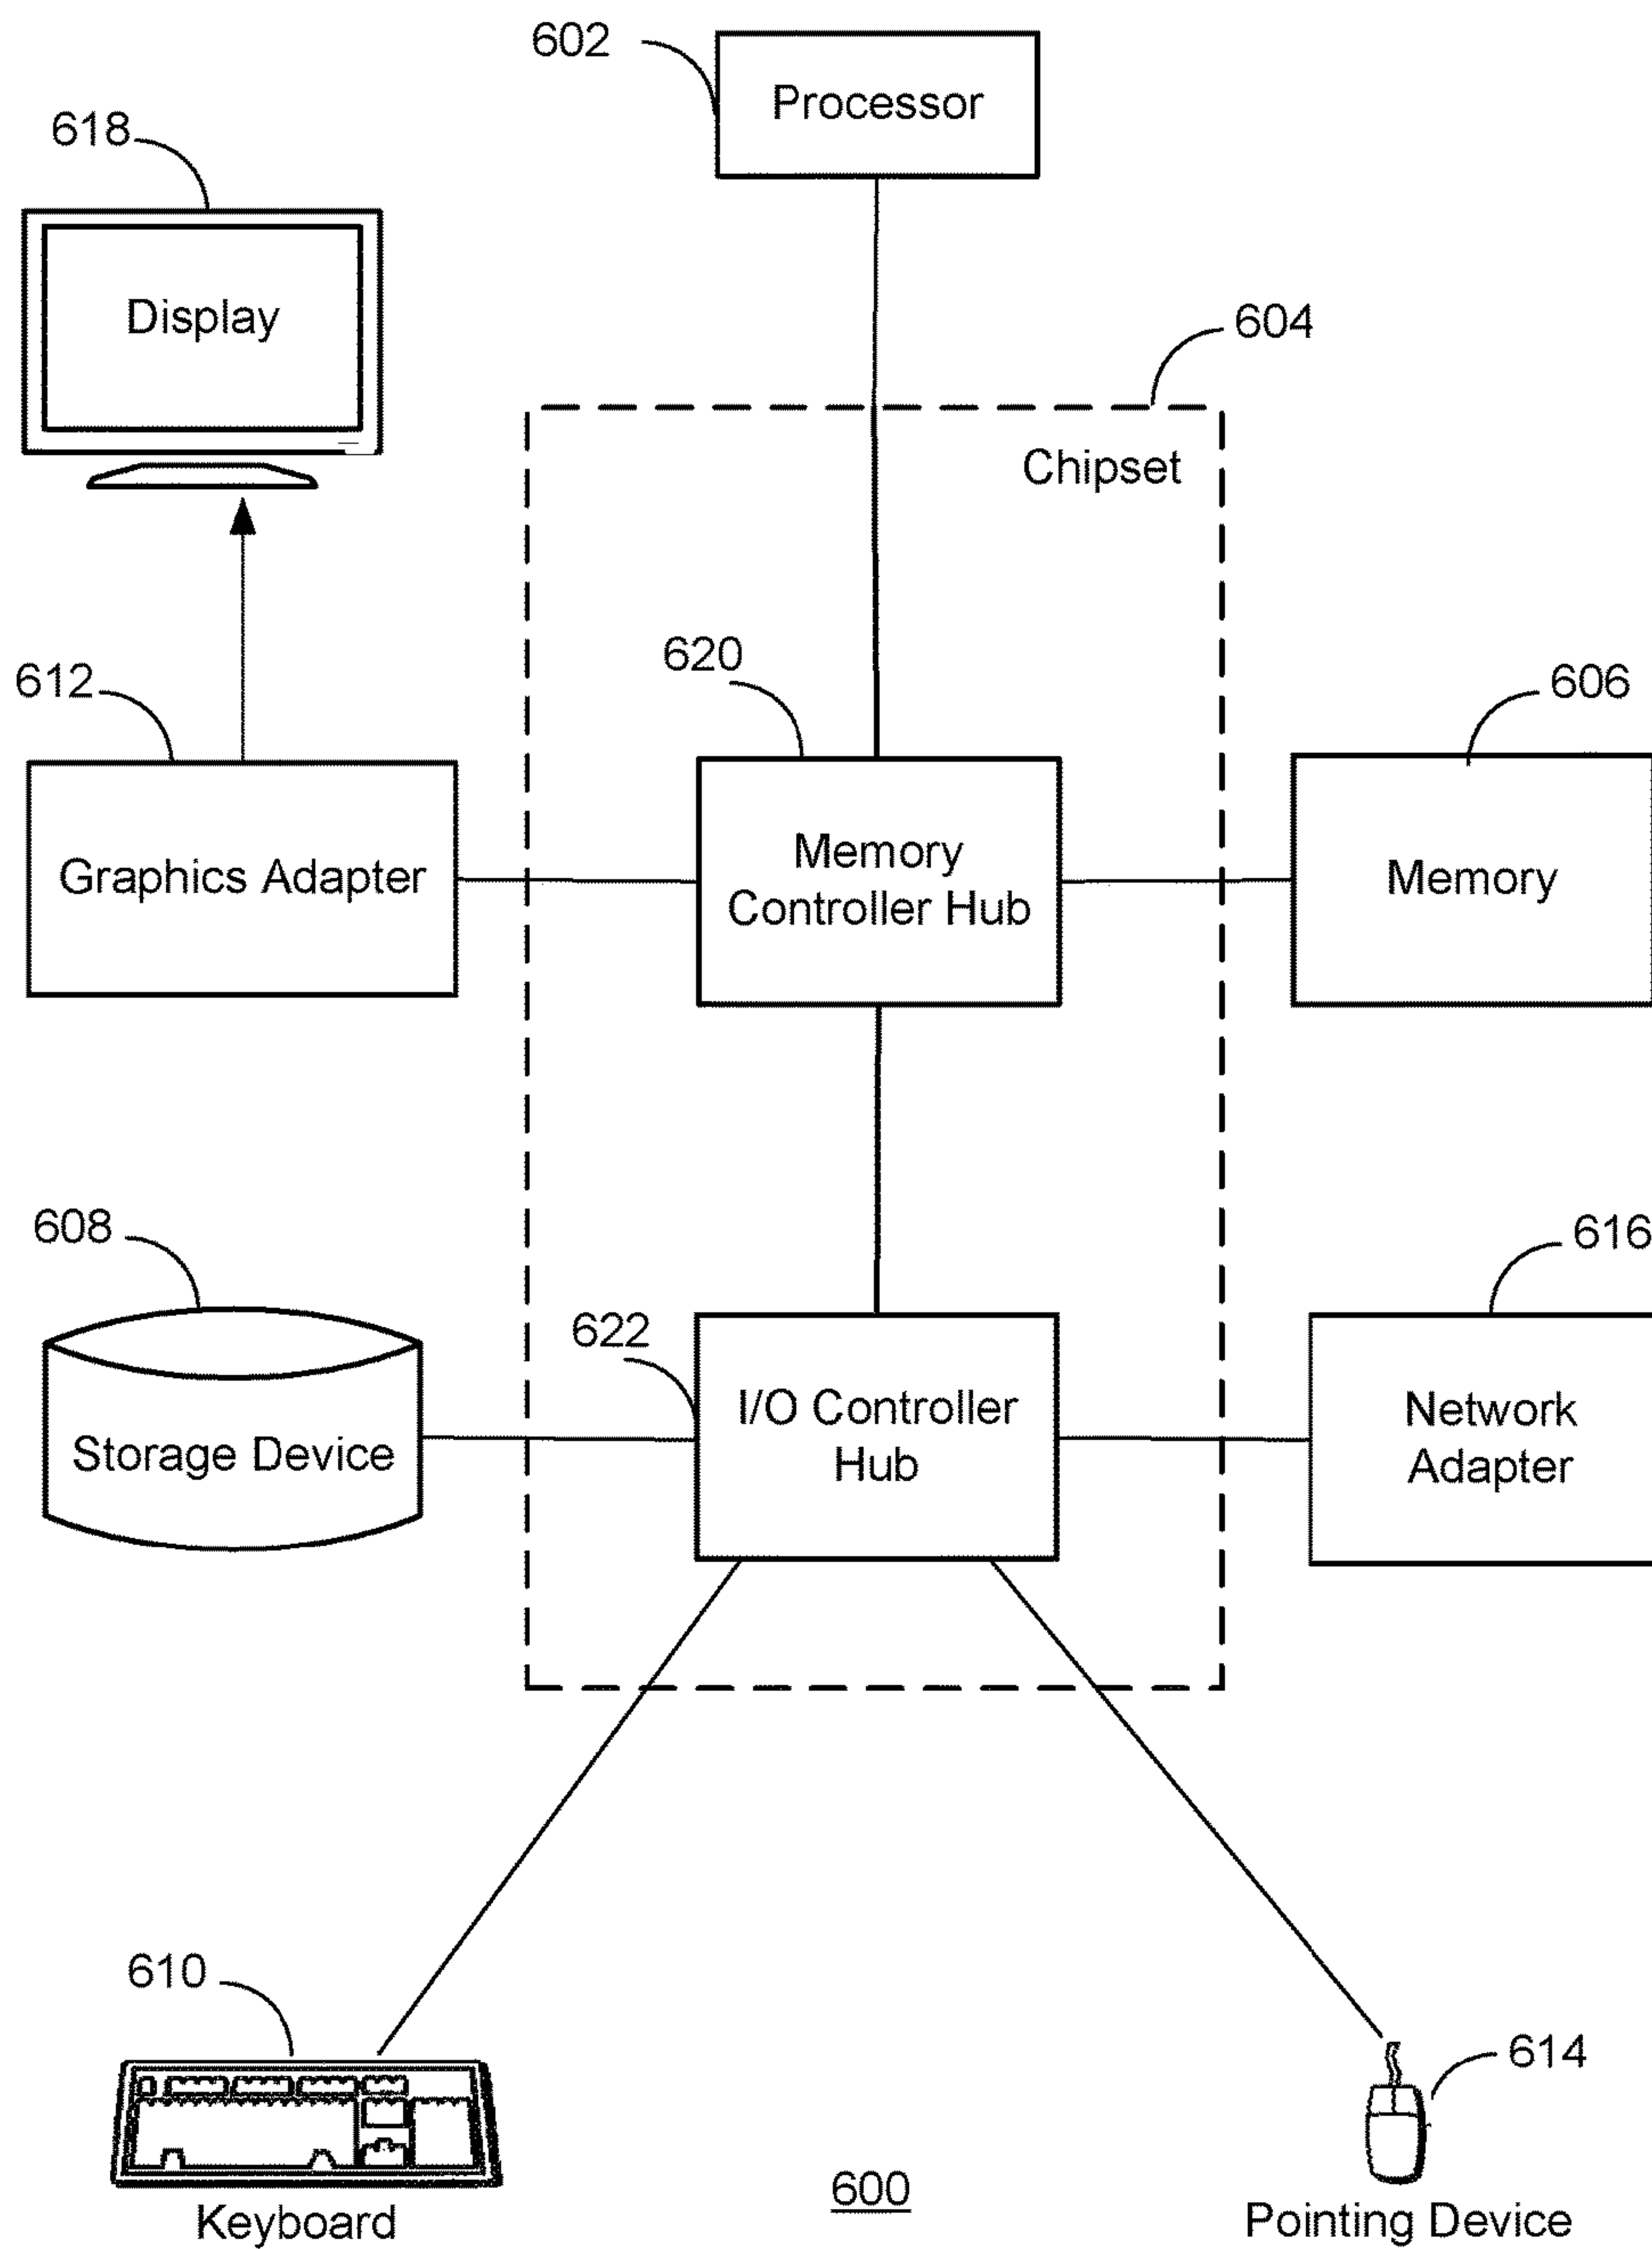 602
Processor
618
Display
604
Chipset
620
612
606
Memory
Controller Hub
Graphics Adapter
Memory
608
616
622
I/O Controller
Hub
Network
Adapter
Storage Device
610
614
600
Keyboard
Pointing Device